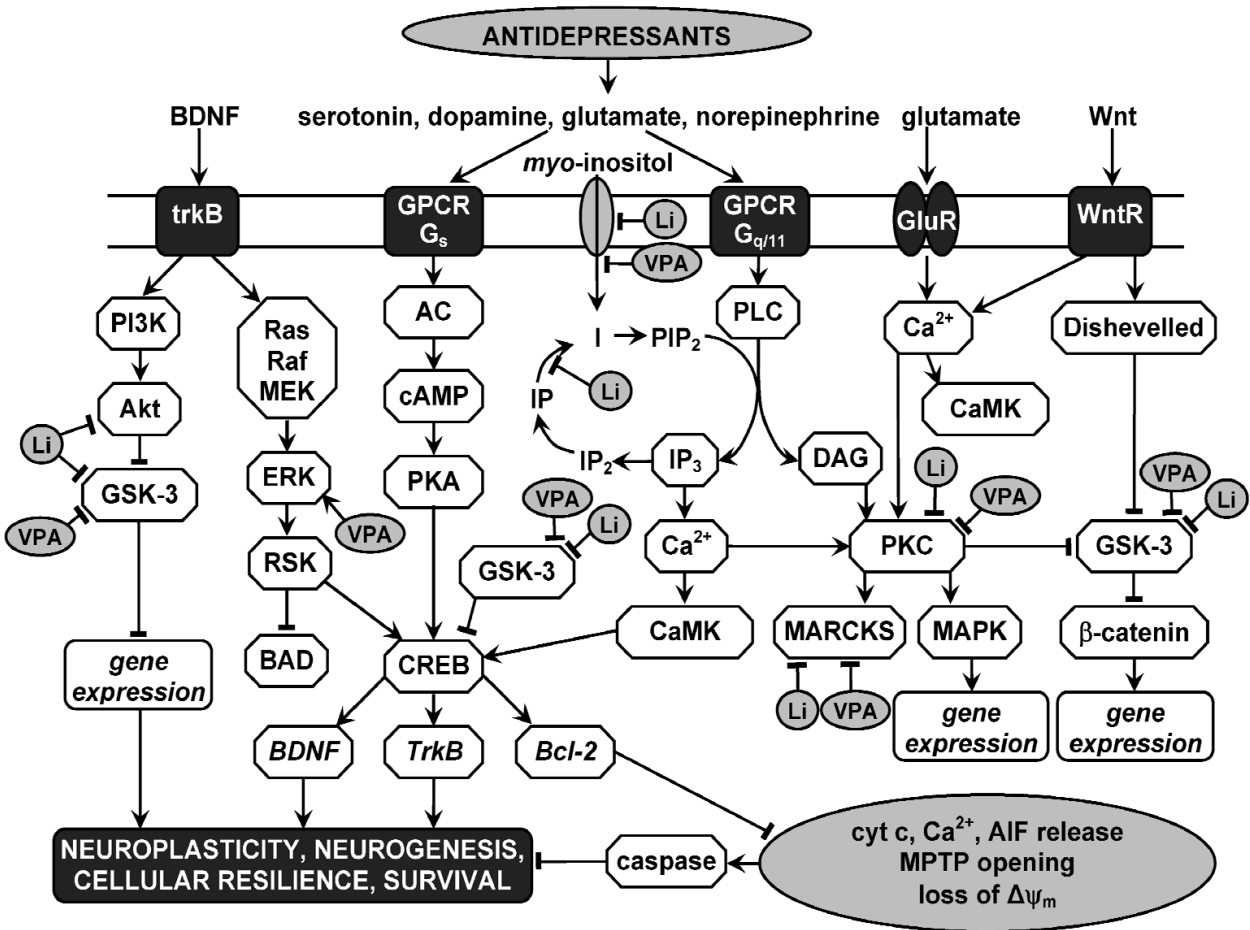 ANTIDEPRESSANTS
BDNF
serotonin, dopamine, glutamate, norepinephrine
glutamate
Wnt
myo-inositol
trkB
GPCR
Gs
Li
VPA
GPCR
Gq/11
GluR
WntR
PI3K
Ras
Raf
MEK
AC
I
PIP2
PLC
Ca2+
Dishevelled
Akt
cAMP
IP
Li
CaMK
Li
GSK-3
VPA
ERK
VPA
PKA
IP2
IP3
DAG
Li
VPA
VPA
Li
VPA
Li
RSK
GSK-3
Ca2+
PKC
GSK-3
BAD
CREB
CaMK
MARCKS
MAPK
β-catenin
gene
expression
Li
VPA
gene
expression
gene
expression
BDNF
TrkB
Bcl-2
NEUROPLASTICITY, NEUROGENESIS,
CELLULAR RESILIENCE, SURVIVAL
caspase
cyt c, Ca2+, AIF release
MPTP opening
loss of Δψm